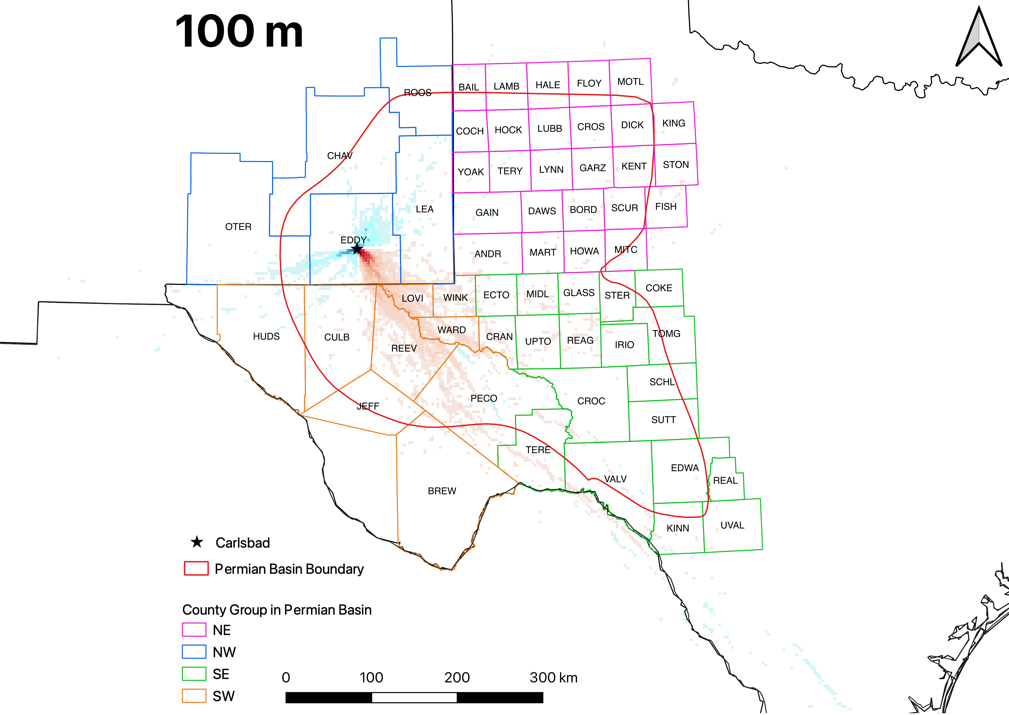 100 m
ROOS BAIL LAMB HALE FLOY MOTL
COCH HOCK LUBB CROS DICK KING
CHAV YOAK TERY LYNN GARZ KENT STON
OTER LEA GAIN DAWS BORD SCUR FISH
EDDY ANDR MART HOWA MITC
LOVI WINK ECTO MIDL GLASS STER COKE
HUDS CULB REEV WARD CRAN UPTO REAG IRIO TOMG
JEFF PECO CROC SCHL
SUTT
TERE VALV EDWA REAL
BREW KINN UVAL
Carlsbad
Permian Basin Boundary
County Group in Permian Basin
NE
NW
SE
SW
0 100 200 300 km